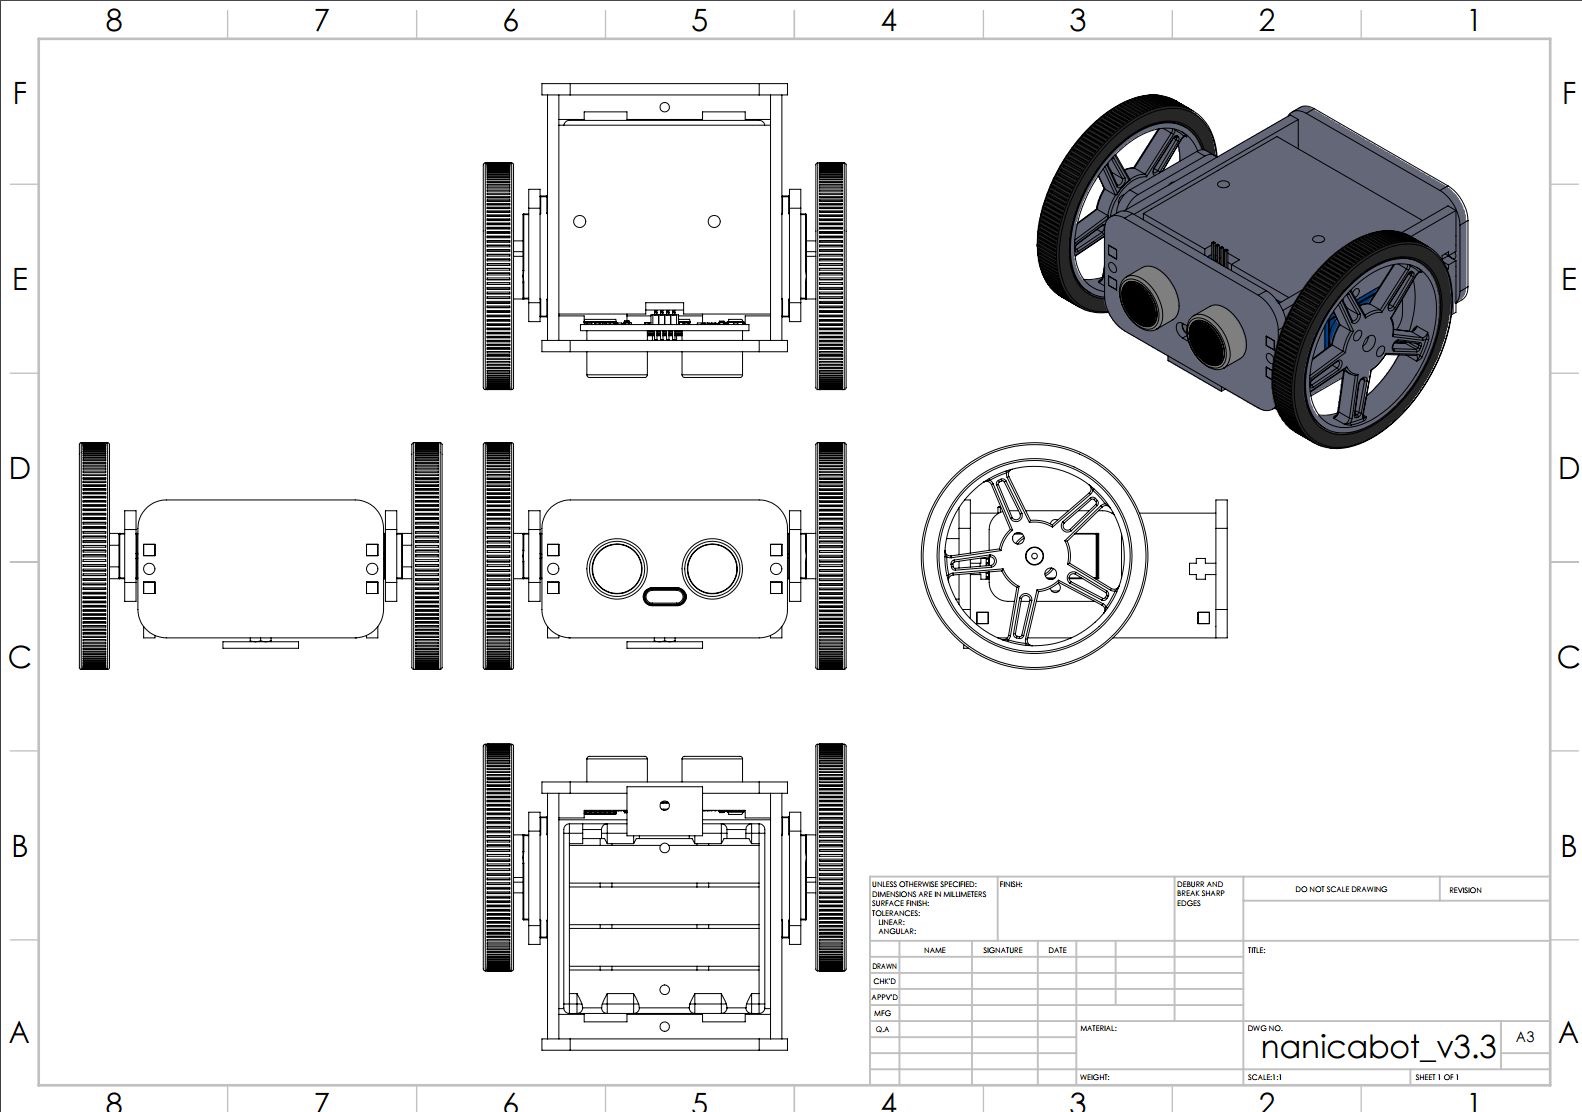 8 7 6 5 4 3 2 1
F F
E E
D D
C C
B B
A A
UNLESS OTHERWISE SPECIFIED:
DIMENSIONS ARE IN MILLIMETERS
SURFACE FINISH:
TOLERANCES:
LINEAR:
ANGULAR:
FINISH:
DEBURR AND
BREAK SHARP
EDGES
DO NOT SCALE DRAWING
REVISION
NAME SIGNATURE DATE
DRAWN
CHK'D
APPV'D
MFG
Q.A
TITLE:
MATERIAL:
WEIGHT:
DWG NO.
nanicabot_v3.3
A3
SCALE:1:1
SHEET 1 OF 1
8 7 6 5 4 3 2 1